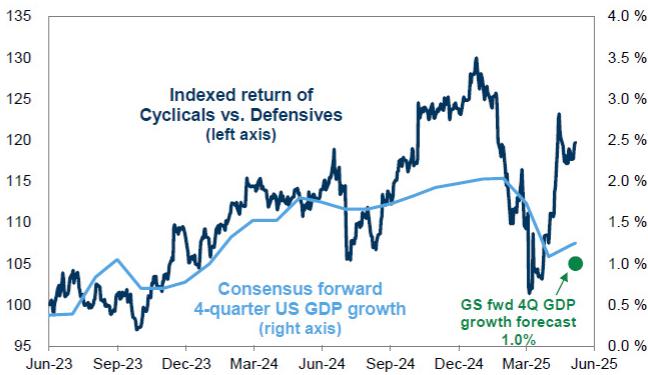 135
130
125
120
115
110
105
100
95
4.0 %
3.5 %
3.0 %
2.5 %
2.0 %
1.5 %
1.0 %
0.5 %
0.0 %
Indexed return of
Cyclicals vs. Defensives
(left axis)
Consensus forward
4-quarter US GDP growth
(right axis)
GS fwd 4Q GDP
growth forecast
1.0%
Jun-23
Sep-23
Dec-23
Mar-24
Jun-24
Sep-24
Dec-24
Mar-25
Jun-25